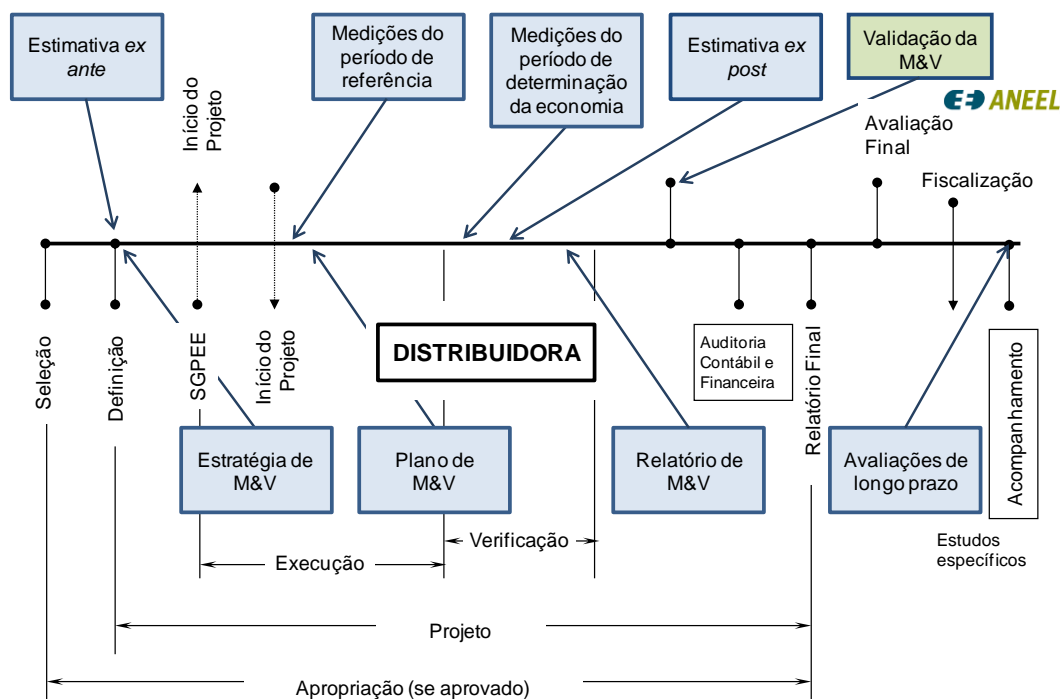 Estimativa ex
ante
Medições do
período de
referência
Medições do
período de
determinação
da economia
Estimativa ex
post
Validação da
M&V
ANEEL
Início do
Projeto
Avaliação
Final
Fiscalização
Seleção
Definição
SGPEE
Início do
Projeto
DISTRIBUIDORA
Auditoria
Contábil e
Financeira
Relatório Final
Acompanhamento
Estratégia de
M&V
Plano de
M&V
Relatório de
M&V
Avaliações de
longo prazo
Verificação
Execução
Estudos
específicos
Projeto
Apropriação (se aprovado)